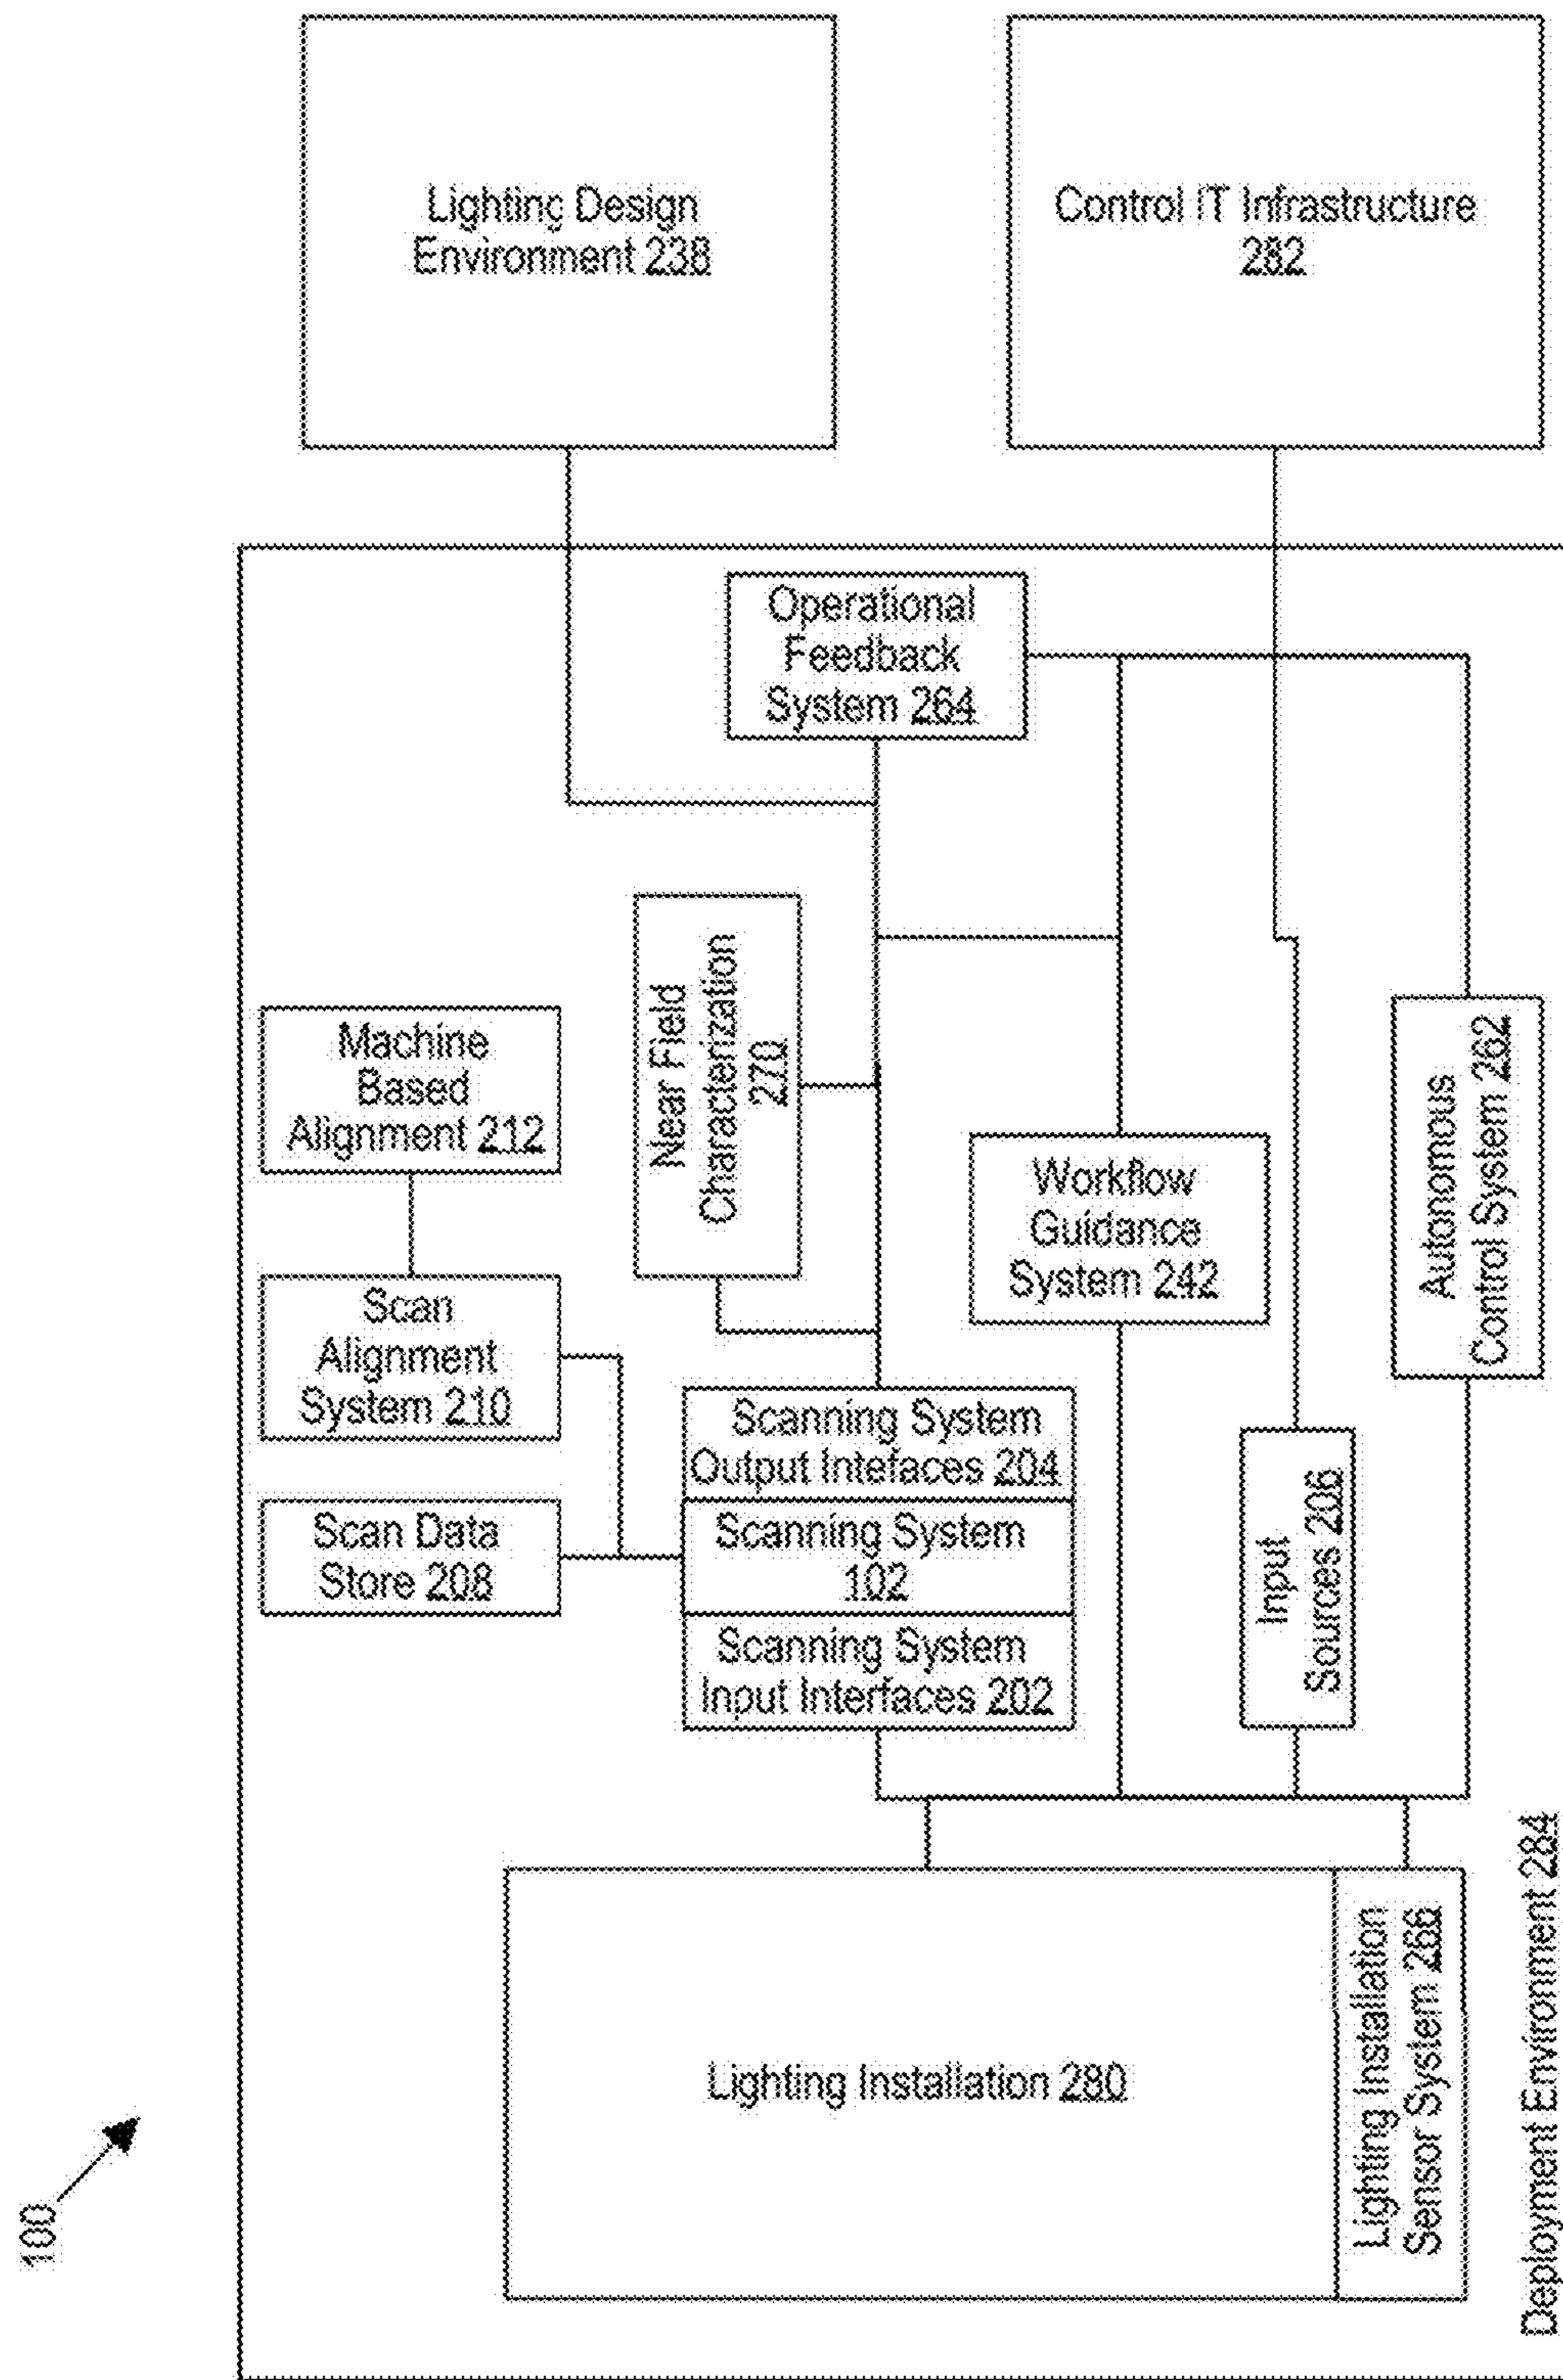 100
Lighting Design
Environment 238
Control IT Infrastructure
282
Operational
Feedback
System 264
Machine
Based
Alignment 212
Near Field
Characterization
270
Scan
Alignment
System 210
Workflow
Guidance
System 242
Autonomous
Control System 262
Scan Data
Store 208
Scanning System
Output Intefaces 204
Scanning System
102
Scanning System
Input Interfaces 202
Input
Sources 206
Lighting Installation 280
Lighting Installation
Sensor System 286
Deployment Environment 284